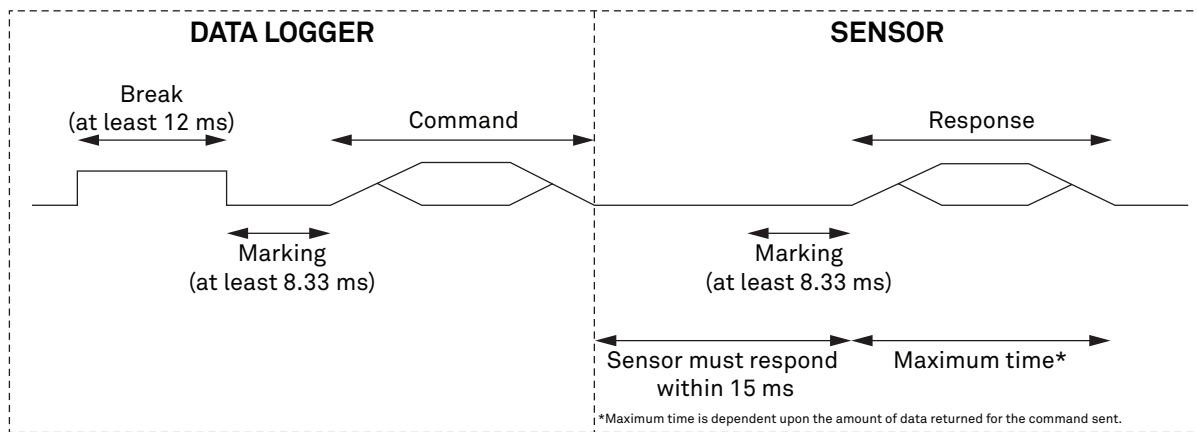 DATA LOGGER
SENSOR
Break
(at least 12 ms)
Command
Response
Marking
(at least 8.33 ms)
Marking
(at least 8.33 ms)
Sensor must respond
within 15 ms
Maximum time*
*Maximum time is dependent upon the amount of data returned for the command sent.